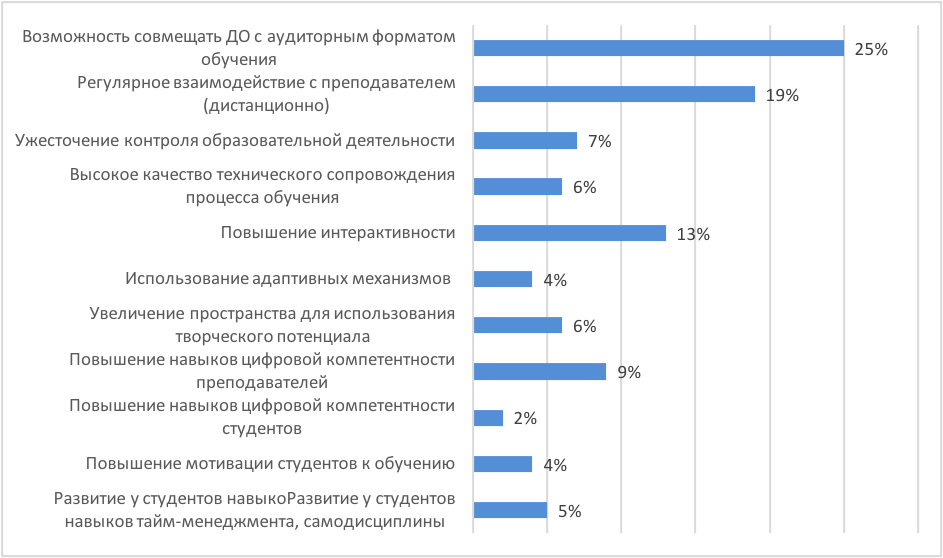 Возможность совмещать ДО с аудиторным форматом
обучения
25%
Регулярное взаимодействие с преподавателем
(дистанционно)
19%
Ужесточение контроля образовательной деятельности
7%
Высокое качество технического сопровождения
процесса обучения
6%
Повышение интерактивности
13%
Использование адаптивных механизмов
4%
Увеличение пространства для использования
творческого потенциала
6%
Повышение навыков цифровой компетентности
преподавателей
9%
Повышение навыков цифровой компетентности
студентов
2%
Повышение мотивации студентов к обучению
4%
Развитие у студентов навыкоРазвитие у студентов
навыков тайм-менеджмента, самодисциплины
5%